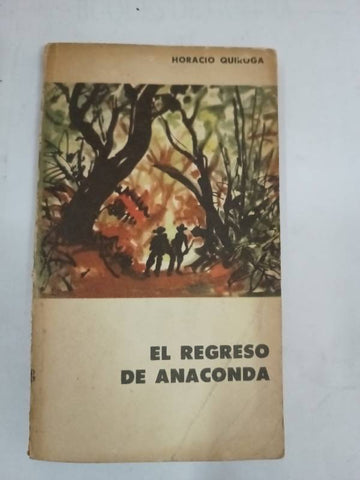 HORACIO QUIROGA
EL REGRESO
DE ANACONDA